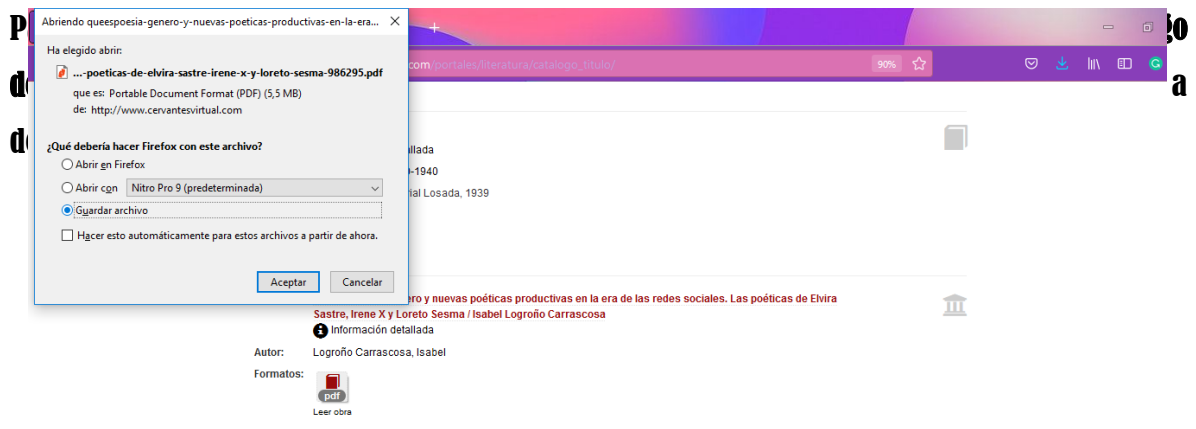 Abriendo queespoesia-genero-y-nuevas-poeticas-productivas-en-la-era...
Ha elegido abrir:
...-poeticas-de-elvira-sastre-irene-x-y-loreto-sesma-986295.pdf
que es: Portable Document Format (PDF) (5,5 MB)
de: http://www.cervantesvirtual.com
¿Qué debería hacer Firefox con este archivo?
Abrir en Firefox
Abrir con Nitro Pro 9 (predeterminada)
Guardar archivo
Hacer esto automáticamente para estos archivos a partir de ahora.
Aceptar Cancelar
.com/portales/literatura/catalogo_titulo/ 90%
a
-1940
ial Losada, 1939
ro y nuevas poéticas productivas en la era de las redes sociales. Las poéticas de Elvira
Sastre, Irene X y Loreto Sesma / Isabel Logroño Carrascosa
Información detallada
Autor: Logroño Carrascosa, Isabel
Formatos:
pdf
Leer obra